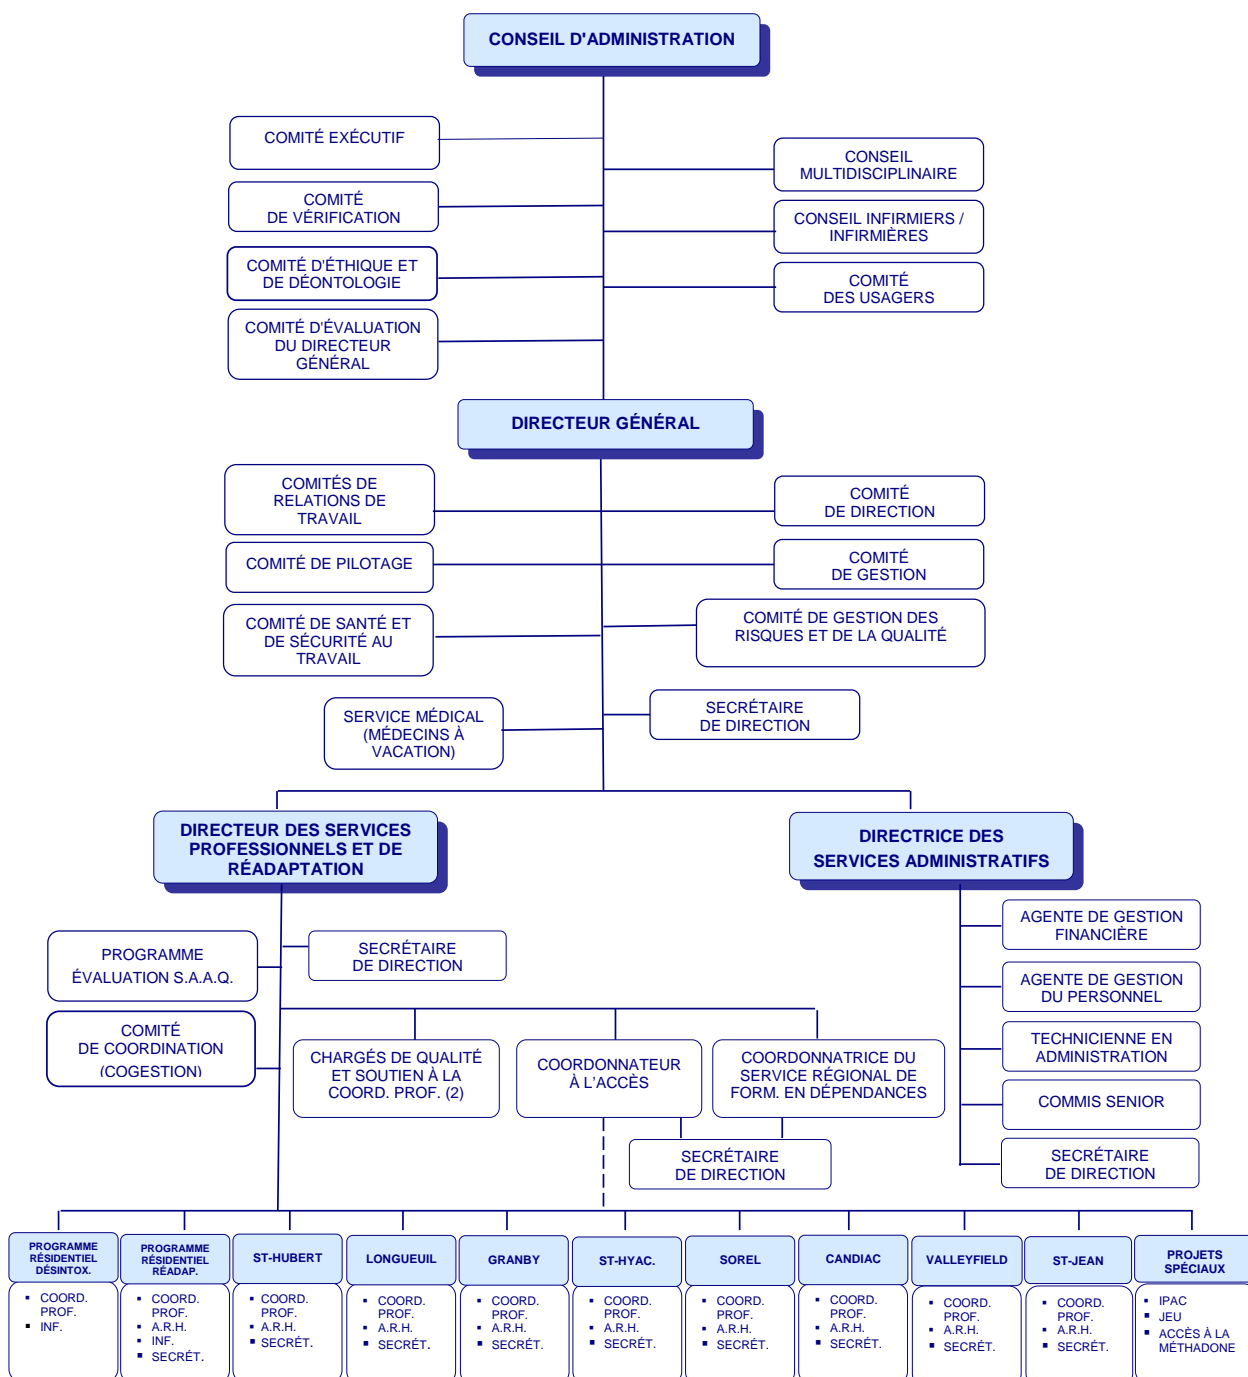 CONSEIL D'ADMINISTRATION
COMITÉ EXÉCUTIF
CONSEIL
MULTIDISCIPLINAIRE
COMITÉ
DE VÉRIFICATION
CONSEIL INFIRMIERS /
INFIRMIÈRES
COMITÉ D'ÉTHIQUE ET
DE DÉONTOLOGIE
COMITÉ
DES USAGERS
COMITÉ D'ÉVALUATION
DU DIRECTEUR
GÉNÉRAL
DIRECTEUR GÉNÉRAL
COMITÉS DE
RELATIONS DE
TRAVAIL
COMITÉ
DE DIRECTION
COMITÉ DE PILOTAGE
COMITÉ
DE GESTION
COMITÉ DE SANTÉ ET
DE SÉCURITÉ AU
TRAVAIL
COMITÉ DE GESTION DES
RISQUES ET DE LA QUALITÉ
SERVICE MÉDICAL
(MÉDECINS À
VACATION)
SECRÉTAIRE
DE DIRECTION
DIRECTEUR DES SERVICES
PROFESSIONNELS ET DE
RÉADAPTATION
DIRECTRICE DES
SERVICES ADMINISTRATIFS
PROGRAMME
ÉVALUATION S.A.A.Q.
SECRÉTAIRE
DE DIRECTION
AGENTE DE GESTION
FINANCIÈRE
AGENTE DE GESTION
DU PERSONNEL
COMITÉ
DE COORDINATION
(COGESTION)
CHARGÉS DE QUALITÉ
ET SOUTIEN À LA
COORD. PROF. (2)
COORDONNATEUR
À L'ACCÈS
COORDONNATRICE DU
SERVICE RÉGIONAL DE
FORM. EN DÉPENDANCES
TECHNICIENNE EN
ADMINISTRATION
COMMIS SENIOR
SECRÉTAIRE
DE DIRECTION
SECRÉTAIRE
DE DIRECTION
PROGRAMME
RÉSIDENTIEL
DÉSINTOX.
▪ COORD.
PROF.
▪ INF.
PROGRAMME
RÉSIDENTIEL
RÉADAP.
▪ COORD.
PROF.
▪ A.R.H.
▪ INF.
▪ SECRÉT.
ST-HUBERT
▪ COORD.
PROF.
▪ A.R.H.
▪ SECRÉT.
LONGUEUIL
▪ COORD.
PROF.
▪ A.R.H.
▪ SECRÉT.
GRANBY
▪ COORD.
PROF.
▪ A.R.H.
▪ SECRÉT.
ST-HYAC.
▪ COORD.
PROF.
▪ A.R.H.
▪ SECRÉT.
SOREL
▪ COORD.
PROF.
▪ A.R.H.
▪ SECRÉT.
CANDIAC
▪ COORD.
PROF.
▪ A.R.H.
▪ SECRÉT.
VALLEYFIELD
▪ COORD.
PROF.
▪ A.R.H.
▪ SECRÉT.
ST-JEAN
▪ COORD.
PROF.
▪ A.R.H.
▪ SECRÉT.
PROJETS
SPÉCIAUX
▪ IPAC
▪ JEU
▪ ACCÈS À LA
MÉTHADONE